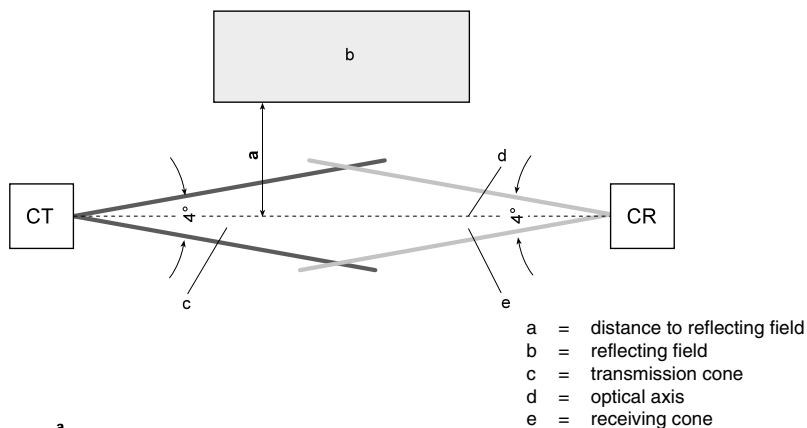 b
a
d
CT
4°
4°
CR
c
e
a = distance to reflecting field
b = reflecting field
c = transmission cone
d = optical axis
e = receiving cone
a